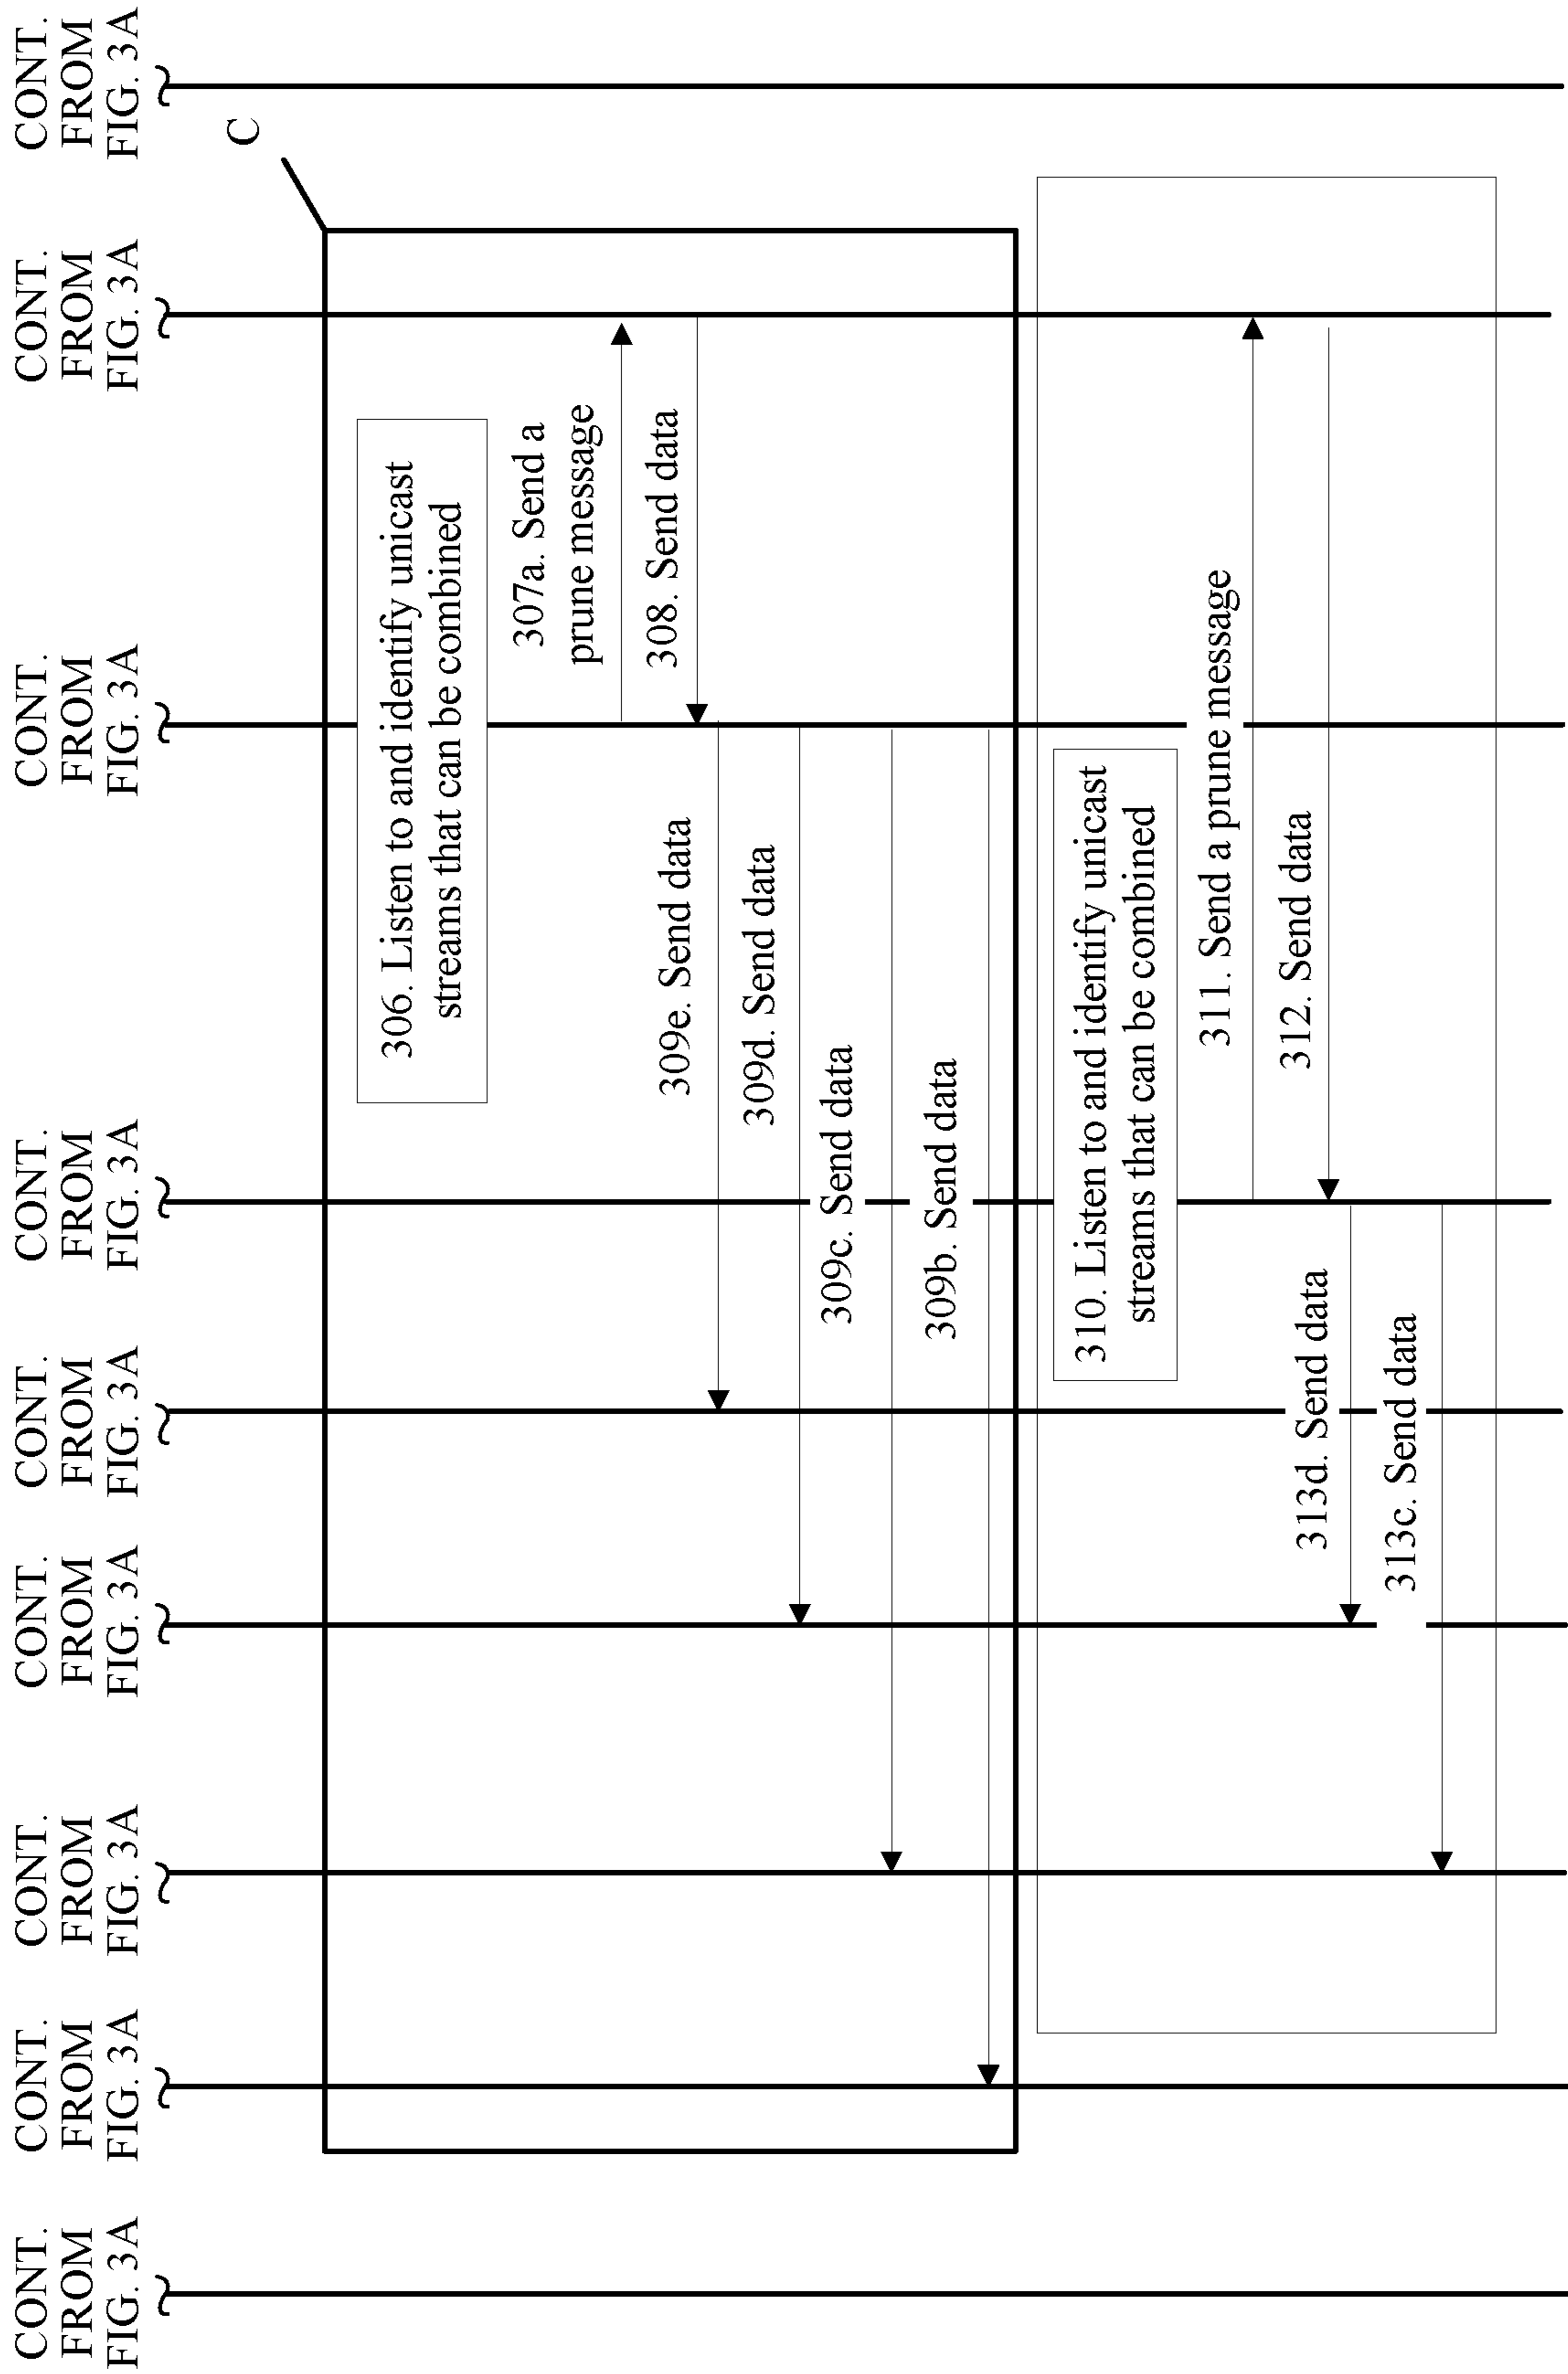 CONT.
FROM
FIG. 3A
CONT.
FROM
FIG. 3A
CONT.
FROM
FIG. 3A
CONT.
FROM
FIG. 3A
CONT.
FROM
FIG. 3A
CONT.
FROM
FIG. 3A
CONT.
FROM
FIG. 3A
CONT.
FROM
FIG. 3A
CONT.
FROM
FIG. 3A
C
306. Listen to and identify unicast
streams that can be combined
307a. Send a
prune message
308. Send data
309e. Send data
309d. Send data
309c. Send data
309b. Send data
310. Listen to and identify unicast
streams that can be combined
311. Send a prune message
312. Send data
313d. Send data
313c. Send data